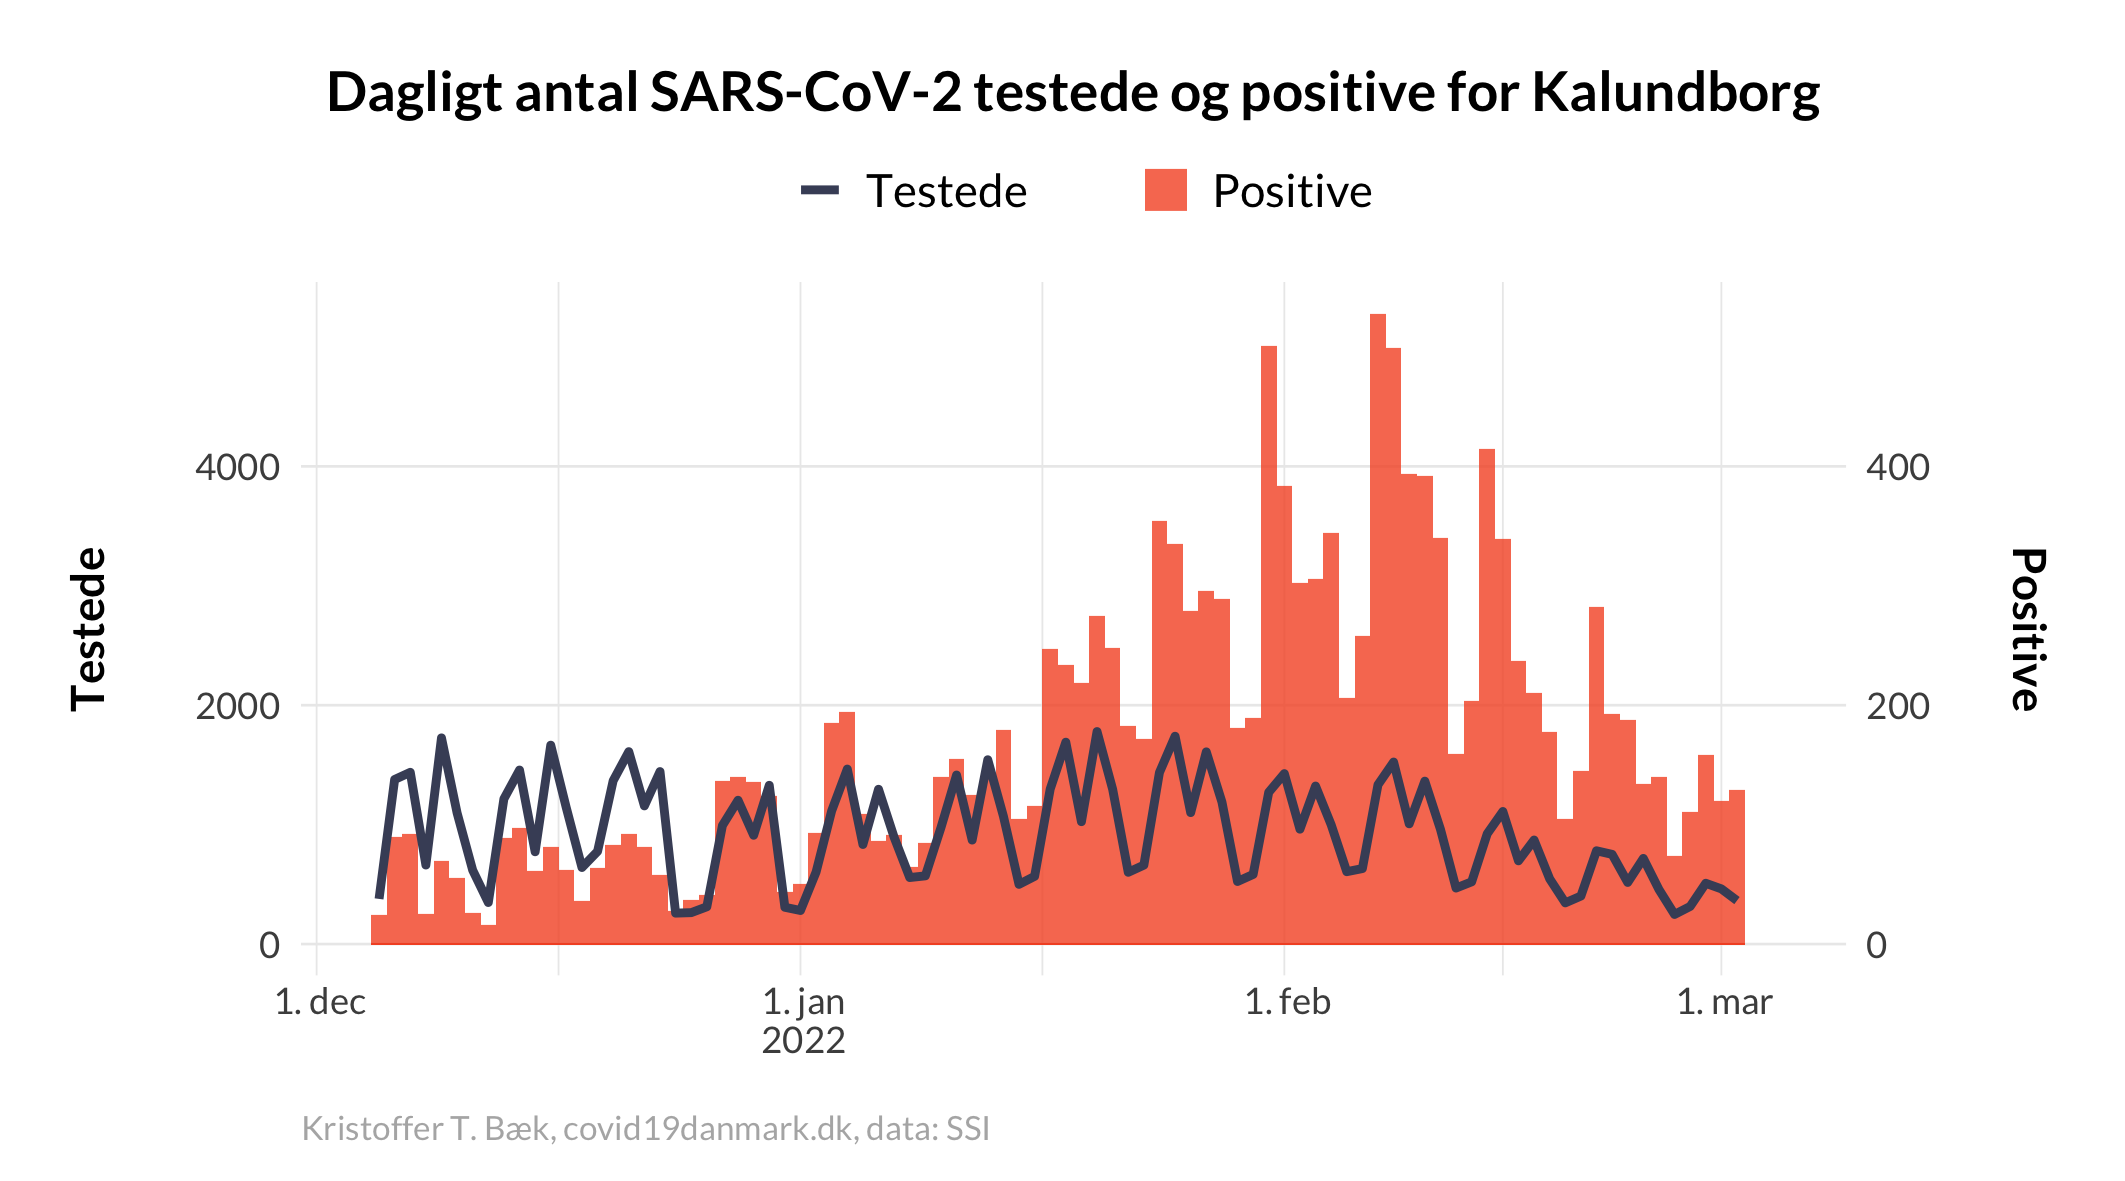 Dagligt antal SARS-CoV-2 testede og positive for Kalundborg
Testede
Positive
4000
2000
0
Testede
400
200
0
Positive
1. dec
1. jan
2022
1. feb
1. mar
Kristoffer T. Bæk, covid19danmark.dk, data: SSI